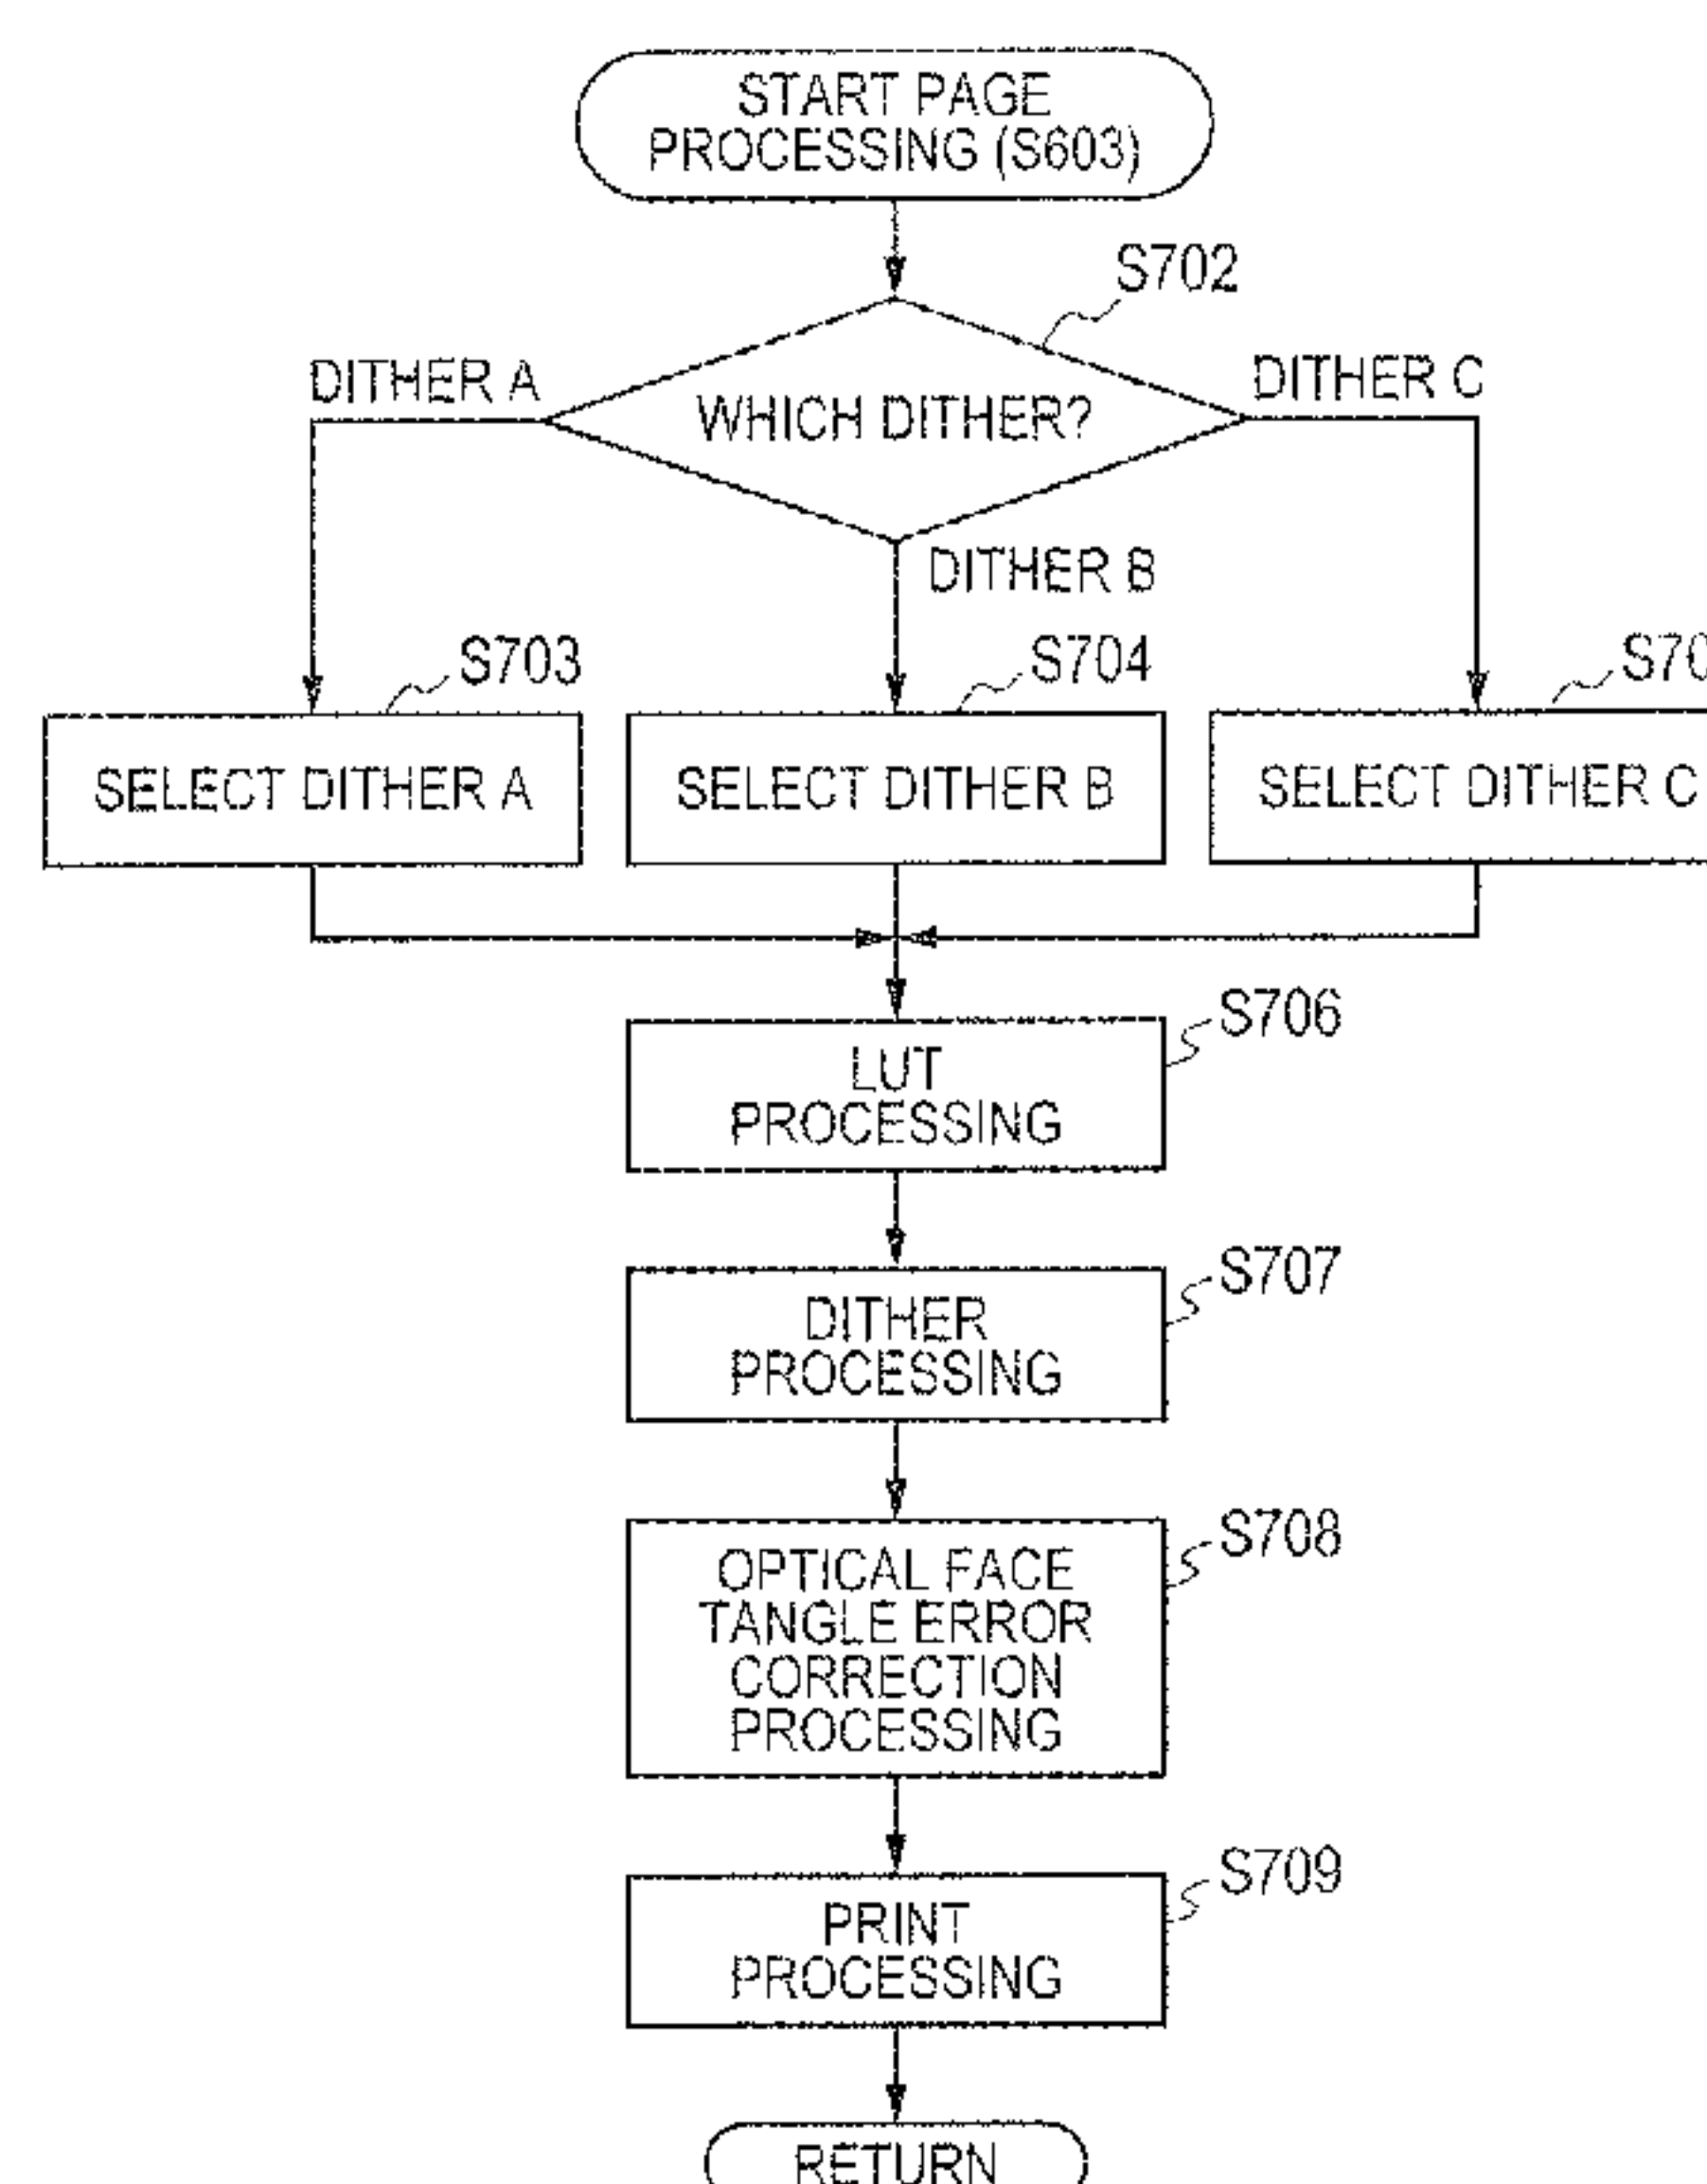 START PAGE
PROCESSING (S603)
S702
DITHER A
WHICH DITHER?
DITHER C
DITHER B
S703
S704
S70
SELECT DITHER A
SELECT DITHER B
SELECT DITHER C
S706
LUT
PROCESSING
S707
DITHER
PROCESSING
S708
OPTICAL FACE
TANGLE ERROR
CORRECTION
PROCESSING
S709
PRINT
PROCESSING
RETURN